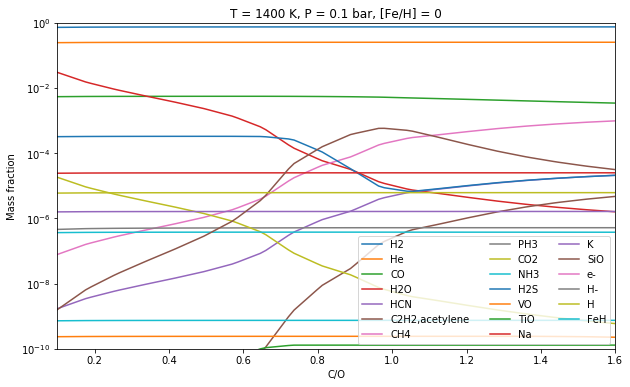 T = 1400 K, P = 0.1 bar, [Fe/H] = 0
Mass fraction
10^0
10^−2
10^−4
10^−6
10^−8
10^−10
H2
He
CO
H2O
HCN
C2H2,acetylene
CH4
PH3
CO2
NH3
H2S
VO
TiO
Na
K
SiO
e-
H-
H
FeH
0.2 0.4 0.6 0.8 1.0 1.2 1.4 1.6
C/O